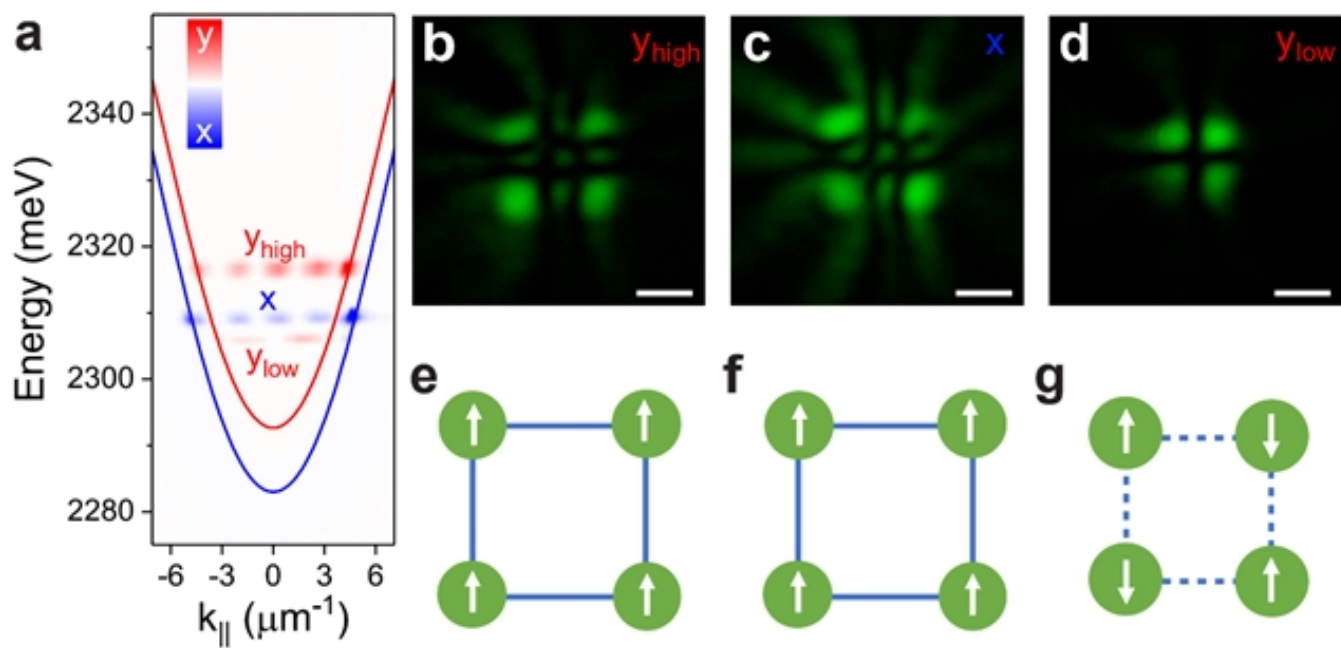 a
y
x
Energy (meV)
2340
2320
2300
2280
y_high
x
y_low
-6 -3 0 3 6
k_|| (μm⁻¹)
b
y_high
c
x
d
y_low
e
f
g